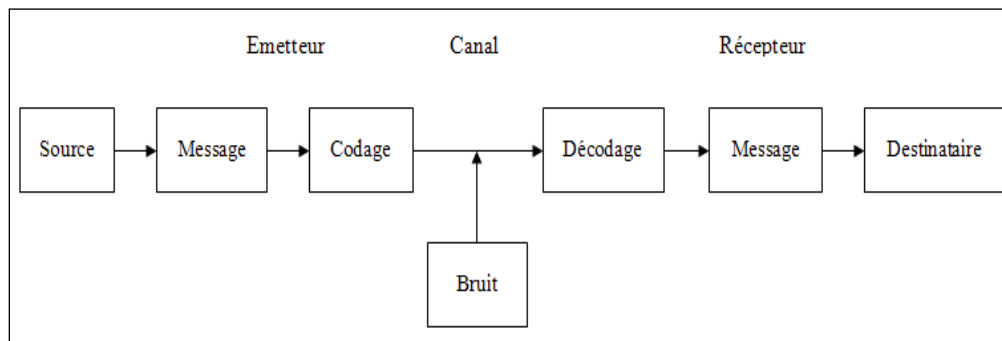 Emetteur Canal Récepteur
Source Message Codage Décodage Message Destinataire
Bruit